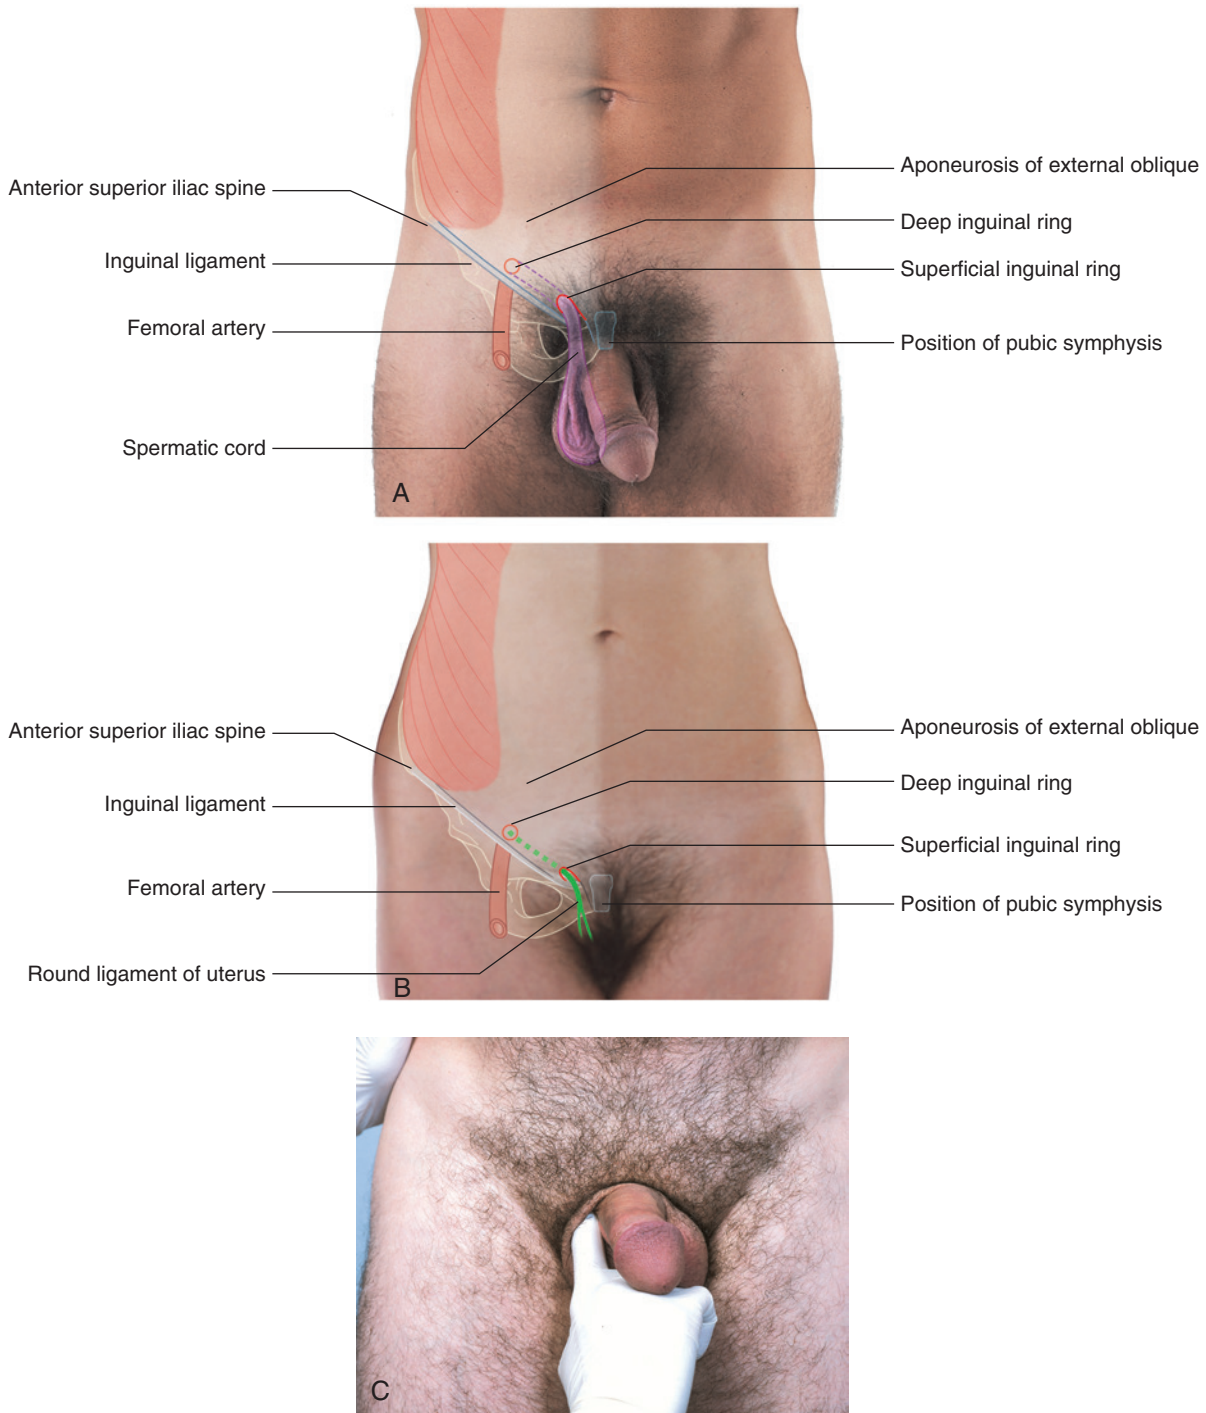 Anterior superior iliac spine
Inguinal ligament
Femoral artery
Spermatic cord
Aponeurosis of external oblique
Deep inguinal ring
Superficial inguinal ring
Position of pubic symphysis
A
Anterior superior iliac spine
Inguinal ligament
Femoral artery
Round ligament of uterus
Aponeurosis of external oblique
Deep inguinal ring
Superficial inguinal ring
Position of pubic symphysis
B
C